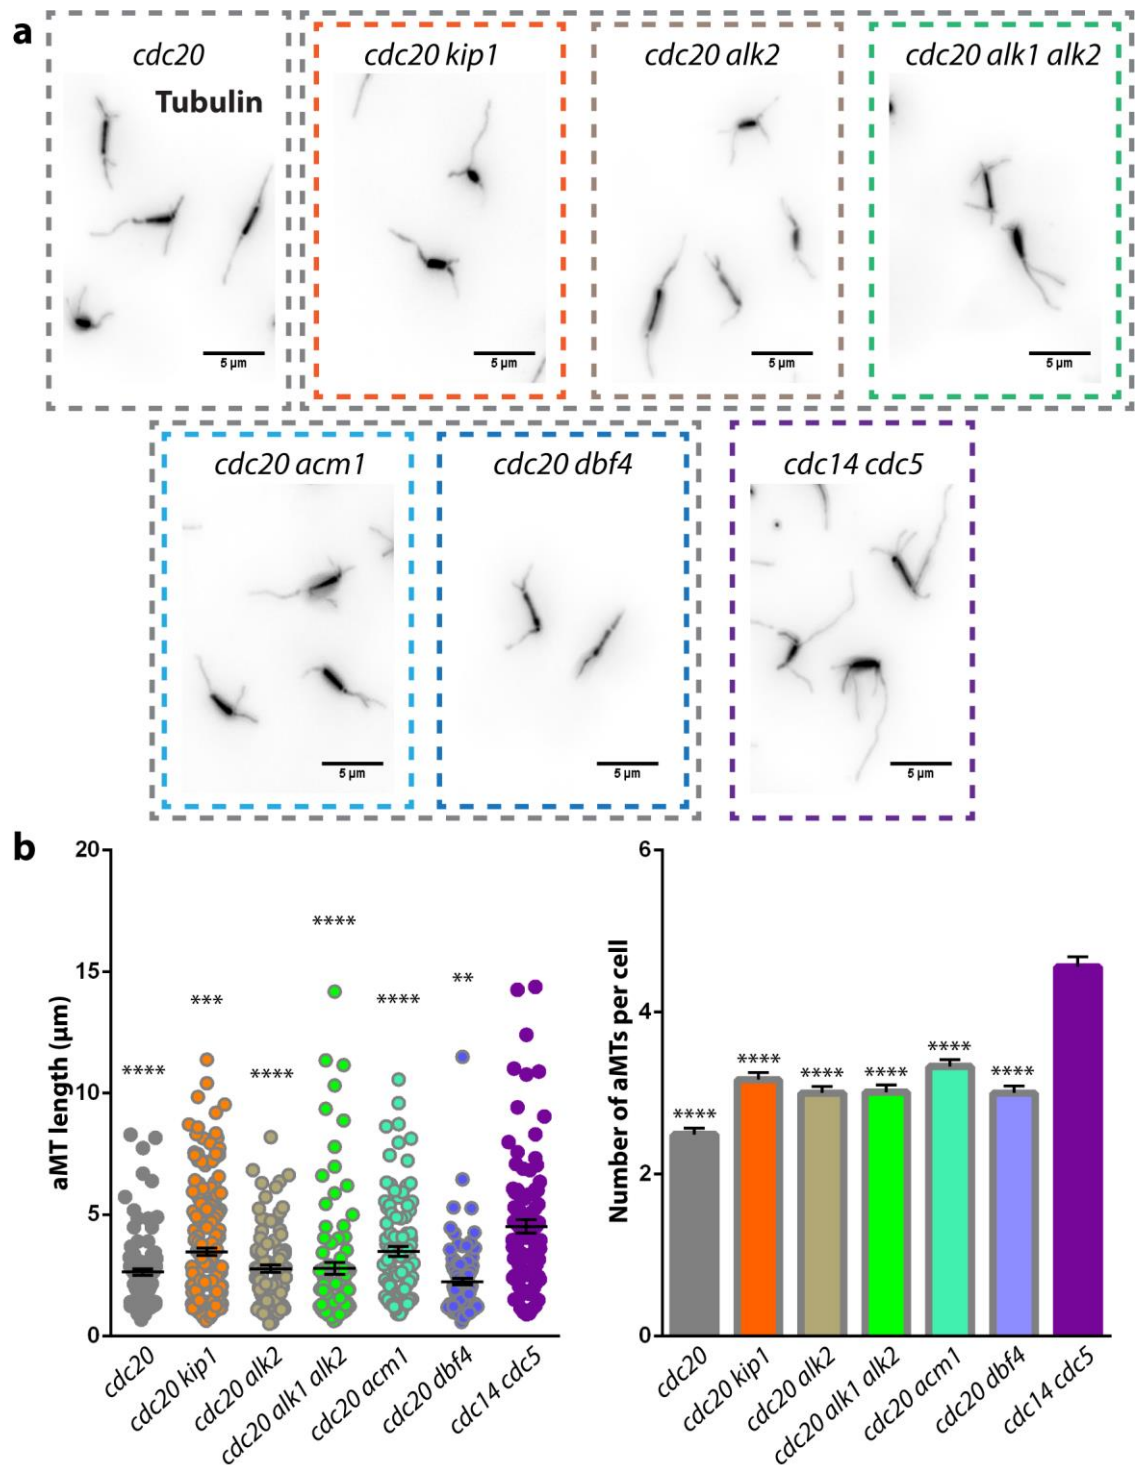 a
cdc20
cdc20 kip1
cdc20 alk2
cdc20 alk1 alk2
Tubulin
5 µm
5 µm
5 µm
5 µm
cdc20 acm1
cdc20 dbf4
cdc14 cdc5
5 µm
5 µm
5 µm
b
aMT length (µm)
20
15
10
5
0
****
***
****
****
****
**
cdc20
cdc20 kip1
cdc20 alk2
cdc20 alk1 alk2
cdc20 acm1
cdc20 dbf4
cdc14 cdc5
Number of aMTs per cell
6
4
2
0
****
****
****
****
****
****
cdc20
cdc20 kip1
cdc20 alk2
cdc20 alk1 alk2
cdc20 acm1
cdc20 dbf4
cdc14 cdc5